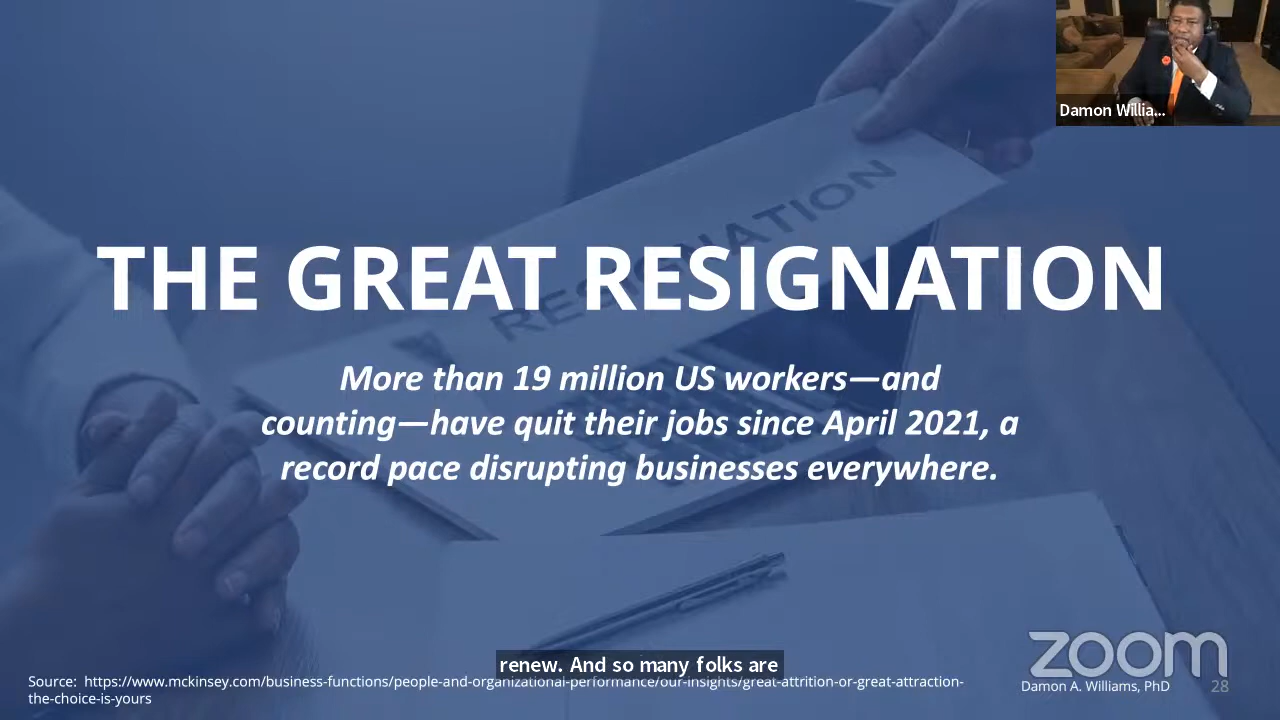 Damon Willia...
RESIGNATION
THE GREAT RESIGNATION
More than 19 million US workers—and
counting—have quit their jobs since April 2021, a
record pace disrupting businesses everywhere.
renew. And so many folks are
zoom
Source: https://www.mckinsey.com/business-functions/people-and-organizational-performance/our-insights/great-attrition-or-great-attraction-
the-choice-is-yours
Damon A. Williams, PhD
28